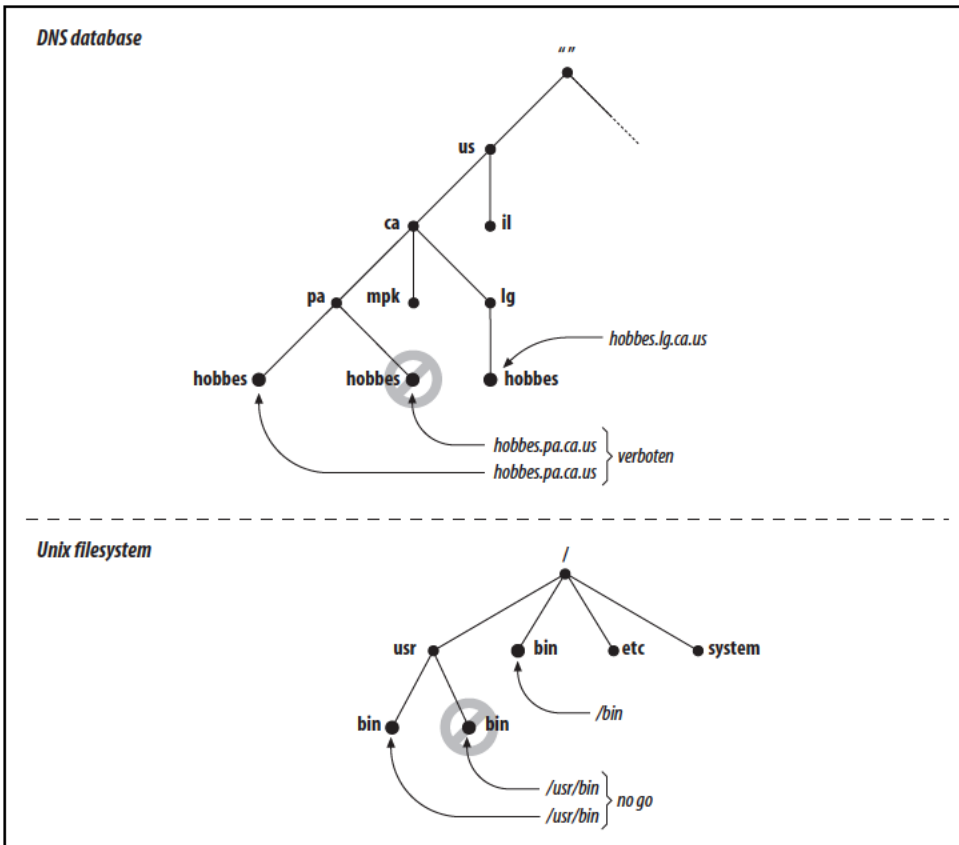 DNS database
“ ”
us
ca
il
pa
mpk
lg
hobbes.lg.ca.us
hobbes
hobbes
hobbes
hobbes.pa.ca.us
verboten
hobbes.pa.ca.us
Unix filesystem
/
usr
bin
etc
system
/bin
bin
bin
/usr/bin
no go
/usr/bin